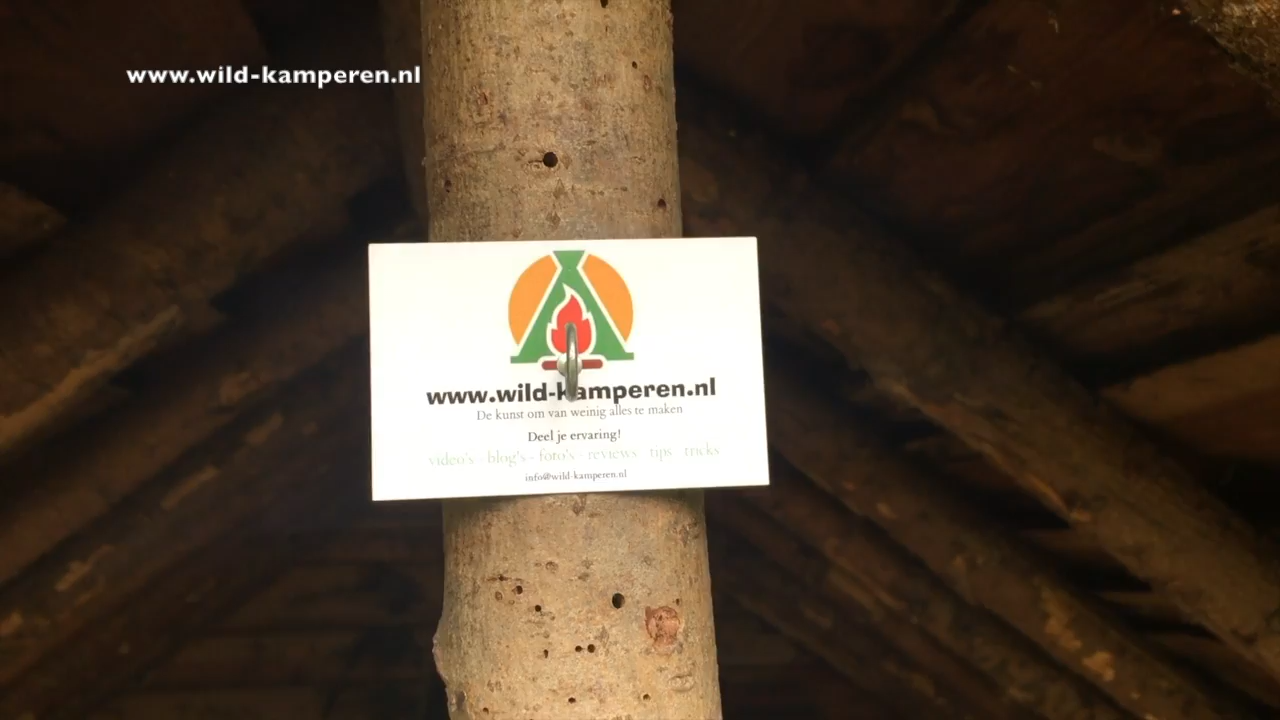 www.wild-kamperen.nl
www.wild-kamperen.nl
De kunst om van weinig alles te maken
Deel je ervaring!
video's - blog's - foto's - reviews - tips - tricks
info@wild-kamperen.nl